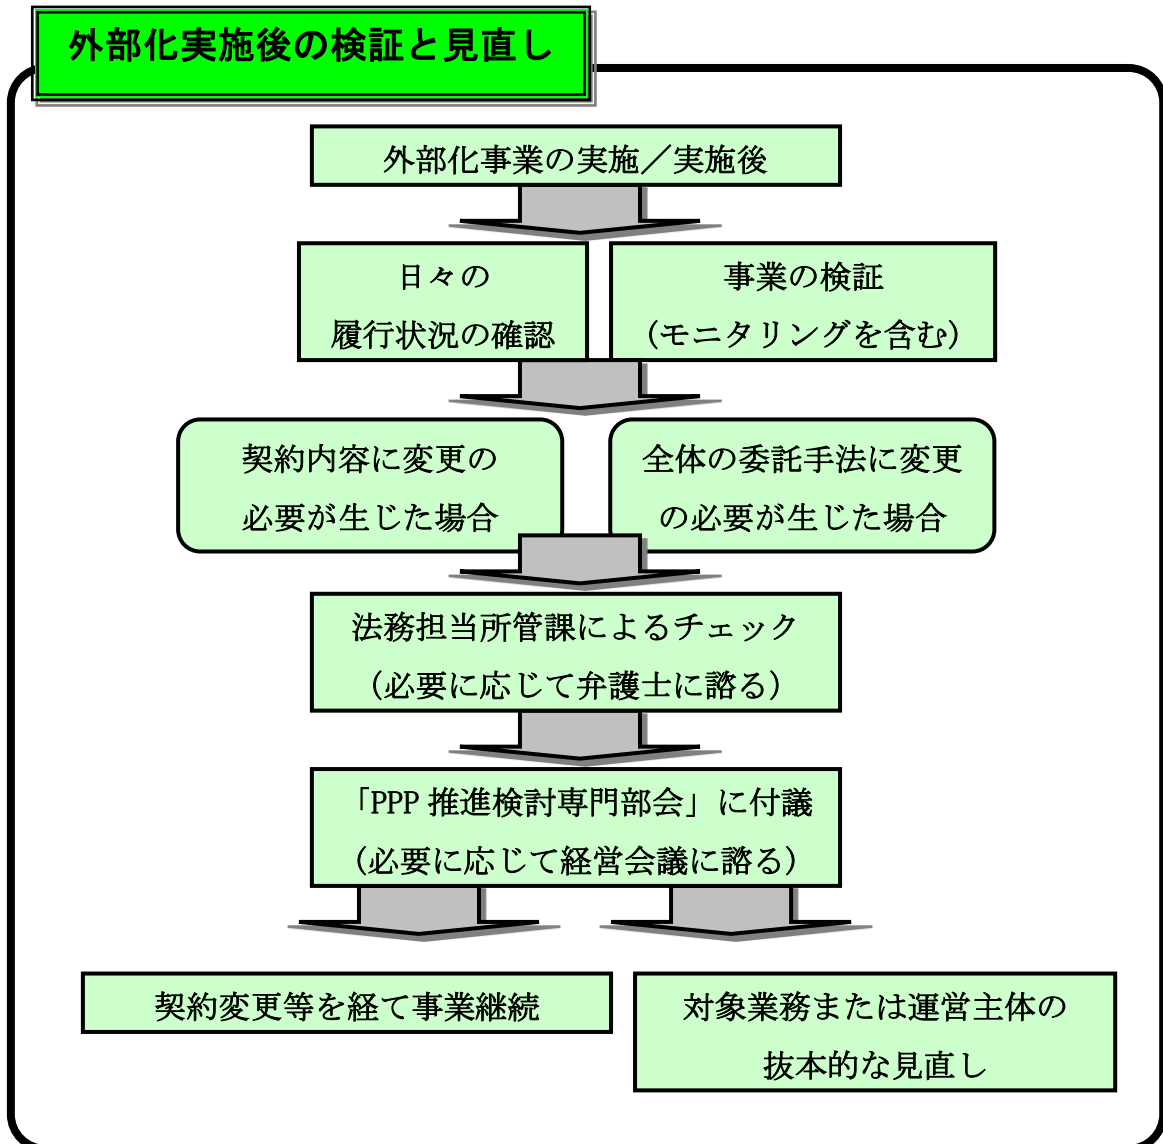 外部化実施後の検証と見直し
外部化事業の実施／実施後
日々の
履行状況の確認
事業の検証
（モニタリングを含む）
契約内容に変更の
必要が生じた場合
全体の委託手法に変更
の必要が生じた場合
法務担当所管課によるチェック
（必要に応じて弁護士に諮る）
「PPP 推進検討専門部会」に付議
（必要に応じて経営会議に諮る）
契約変更等を経て事業継続
対象業務または運営主体の
抜本的な見直し